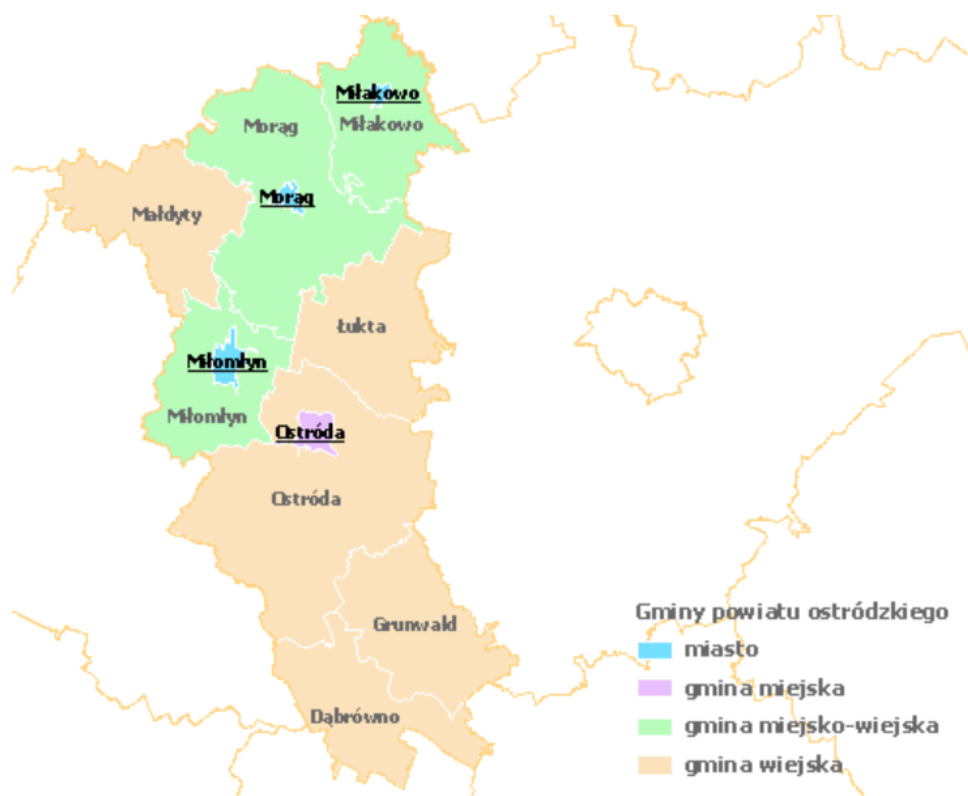 Miłakowo
Miłakowo
Morąg
Morąg
Małdyty
Łukta
Miłomłyn
Miłomłyn
Ostróda
Ostróda
Grunwald
Dąbrówno
Gminy powiatu ostródzkiego
miasto
gmina miejska
gmina miejsko-wiejska
gmina wiejska